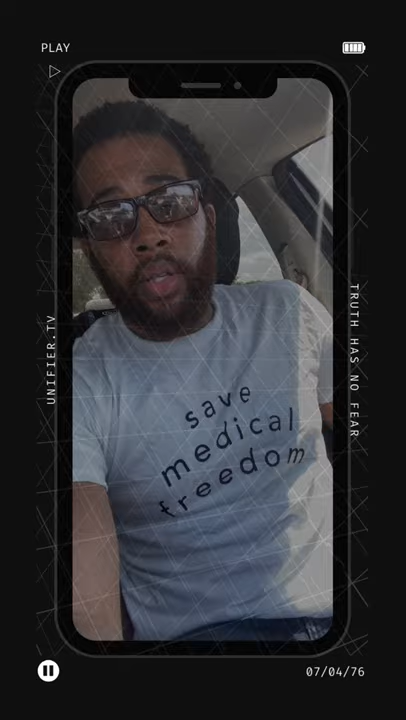 PLAY
UNIFIER.TV
TRUTH HAS NO FEAR
save
medical
freedom
07/04/76